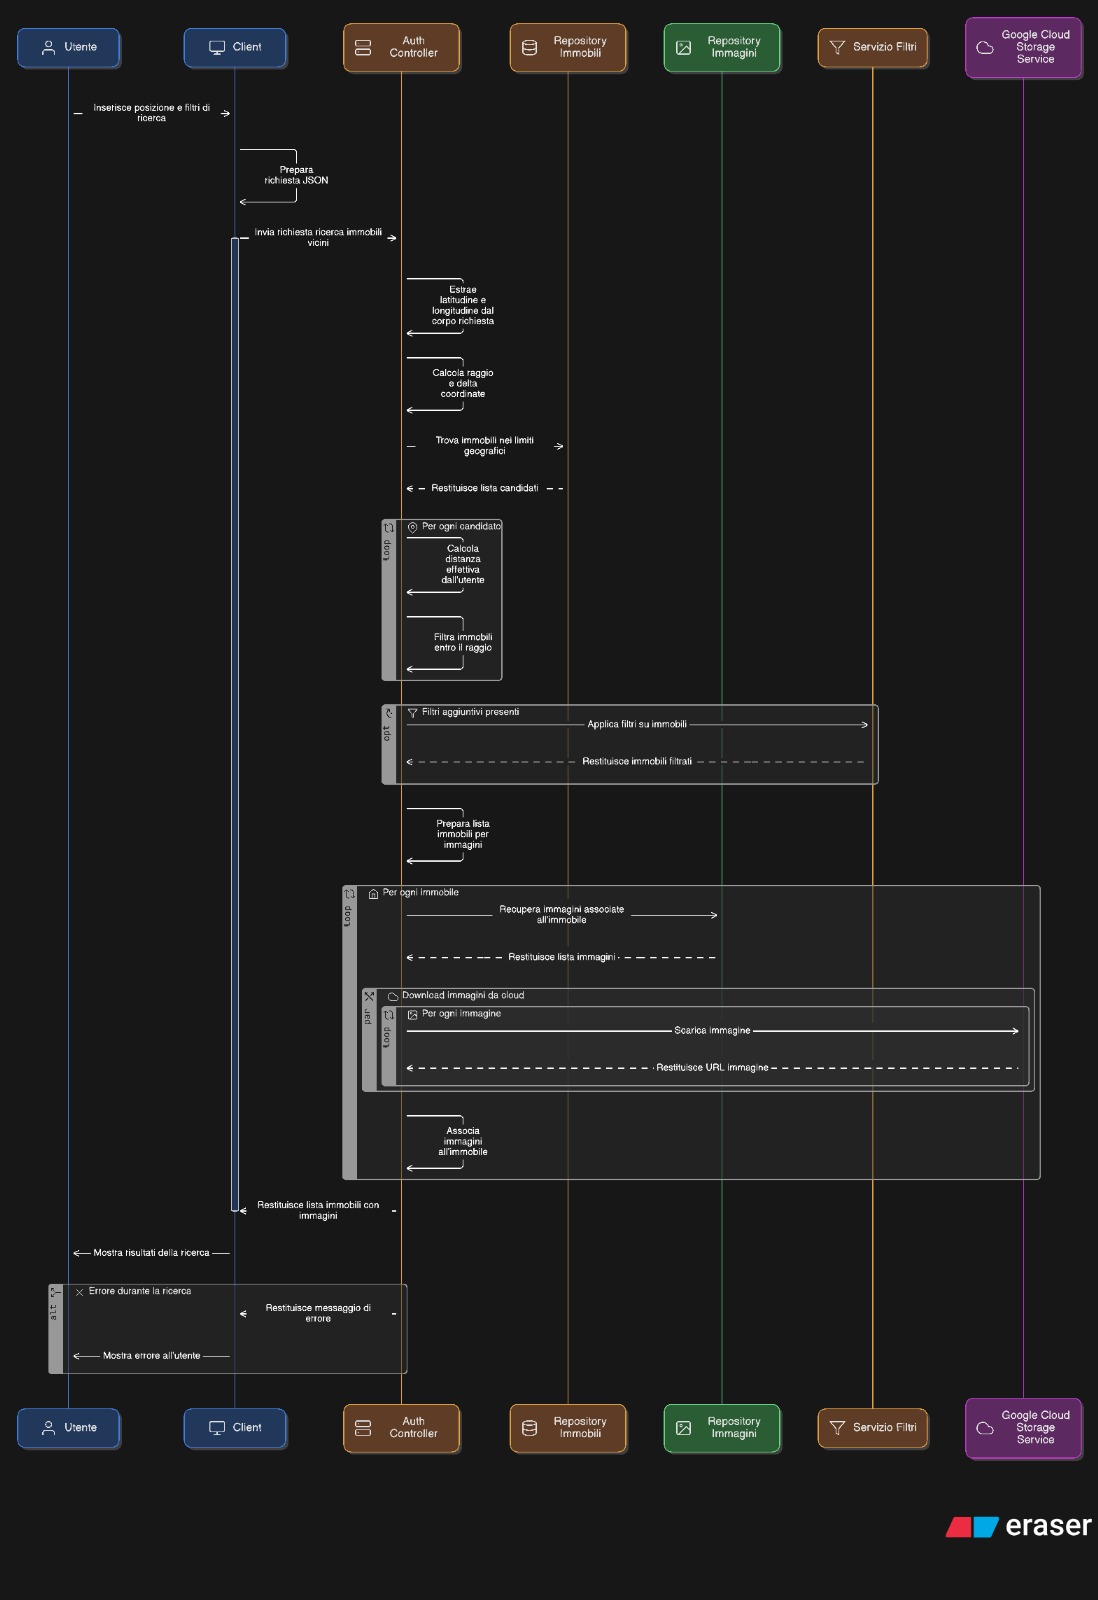 Utente
Client
Auth
Controller
Repository
Immobili
Repository
Immagini
Servizio Filtri
Google Cloud
Storage
Service
Inserisce posizione e filtri di
ricerca
Prepara
richiesta JSON
Invia richiesta ricerca immobili
vicini
Estrae
latitudine e
longitudine dal
corpo richiesta
Calcola raggio
e delta
coordinate
Trova immobili nei limiti
geografici
Restituisce lista candidati
Loop
Per ogni candidato
Calcola
distanza
effettiva
dall'utente
Filtra immobili
entro il raggio
opt
Filtri aggiuntivi presenti
Applica filtri su immobili
Restituisce immobili filtrati
Prepara lista
immobili per
immagini
Loop
Per ogni immobile
Recupera immagini associate
all'immobile
Restituisce lista immagini
par
Download immagini da cloud
Loop
Per ogni immagine
Scarica immagine
Restituisce URL immagine
Associa
immagini
all'immobile
Restituisce lista immobili con
immagini
Mostra risultati della ricerca
alt
Errore durante la ricerca
Restituisce messaggio di
errore
Mostra errore all'utente
Utente
Client
Auth
Controller
Repository
Immobili
Repository
Immagini
Servizio Filtri
Google Cloud
Storage
Service
eraser